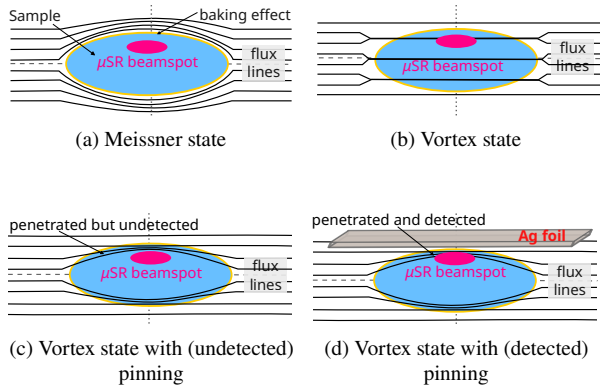 Sample
baking effect
μSR beamspot
flux
lines
(a) Meissner state
μSR beamspot
flux
lines
(b) Vortex state
penetrated but undetected
μSR beamspot
flux
lines
(c) Vortex state with (undetected)
pinning
penetrated and detected
Ag foil
μSR beamspot
flux
lines
(d) Vortex state with (detected)
pinning